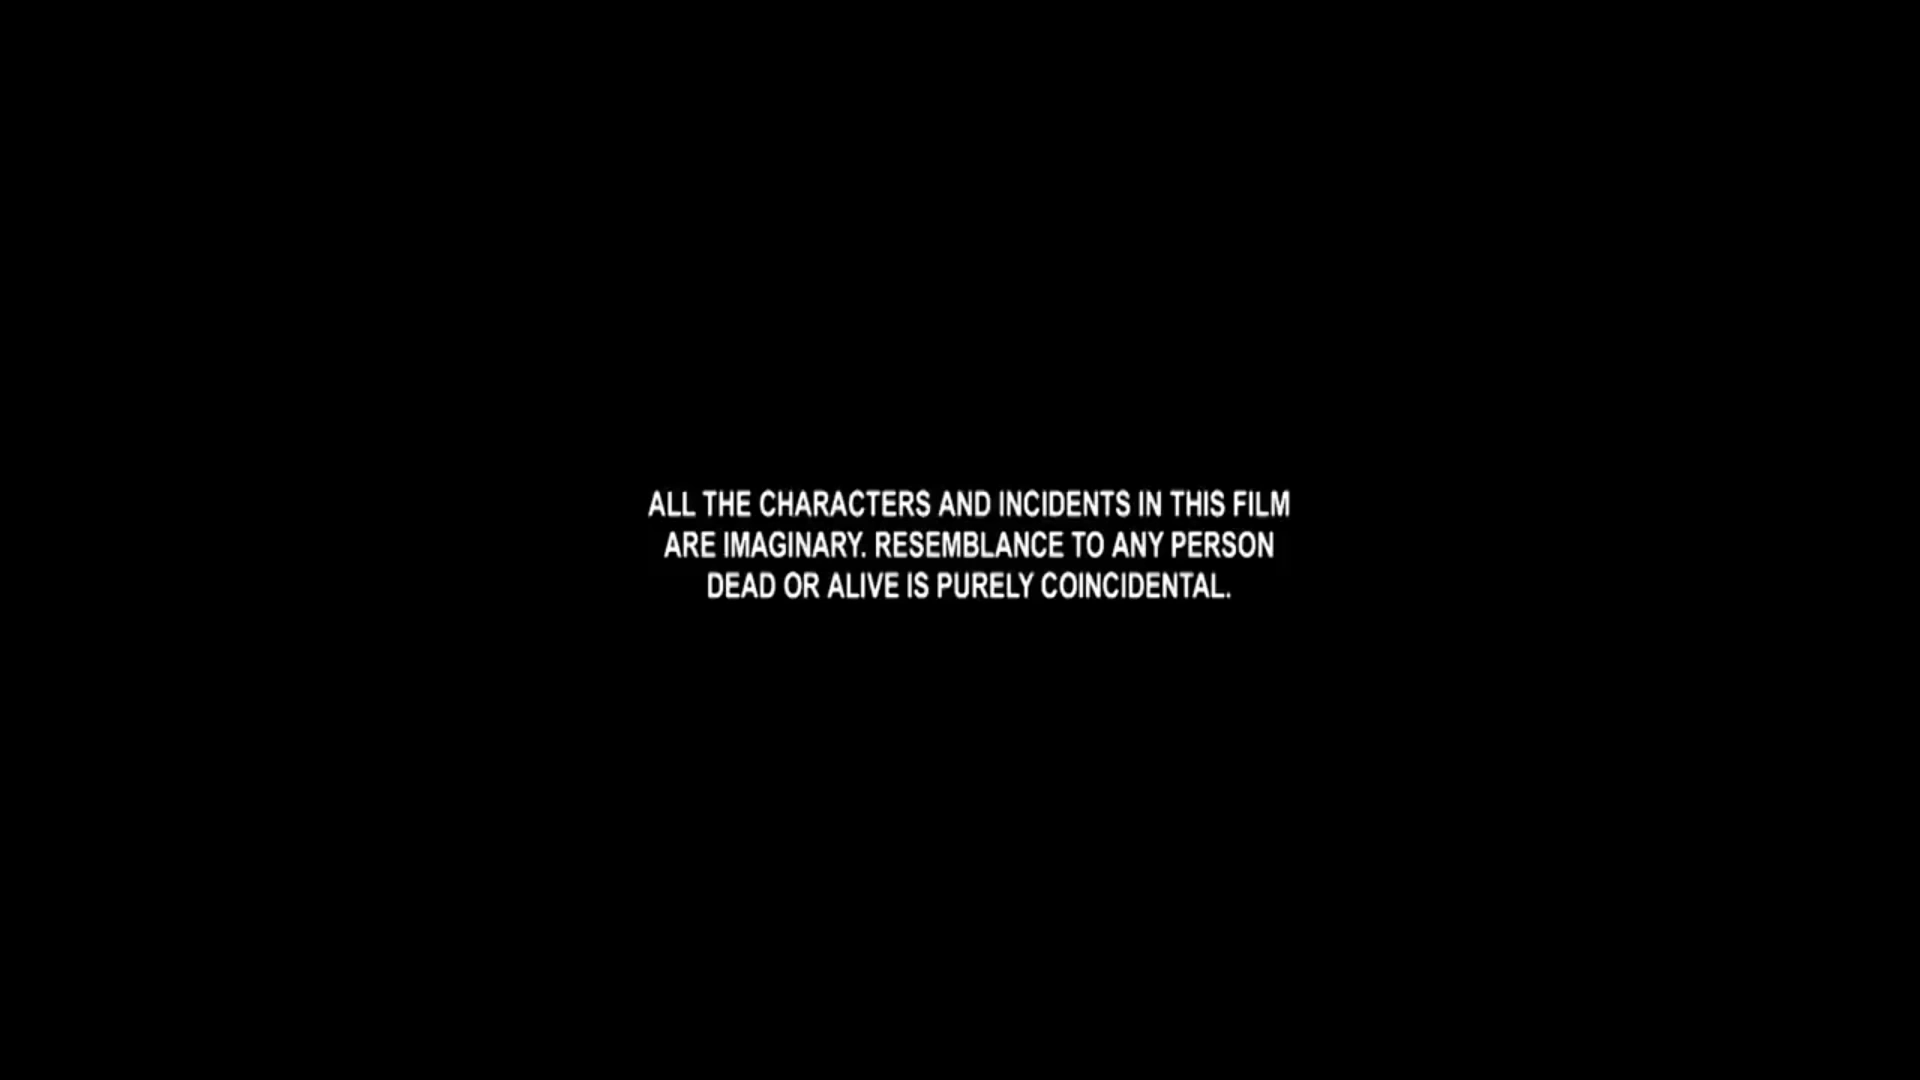 ALL THE CHARACTERS AND INCIDENTS IN THIS FILM
ARE IMAGINARY. RESEMBLANCE TO ANY PERSON
DEAD OR ALIVE IS PURELY COINCIDENTAL.